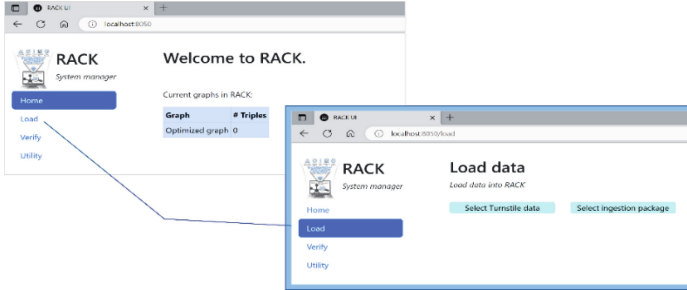 RACK UI
localhost:8050
RACK
System manager
Home
Load
Verify
Utility
Welcome to RACK.
Current graphs in RACK:
Graph # Triples
Optimized graph 0
RACK UI
localhost:8050/load
RACK
System manager
Home
Load
Verify
Utility
Load data
Load data into RACK
Select Turnstile data Select ingestion package